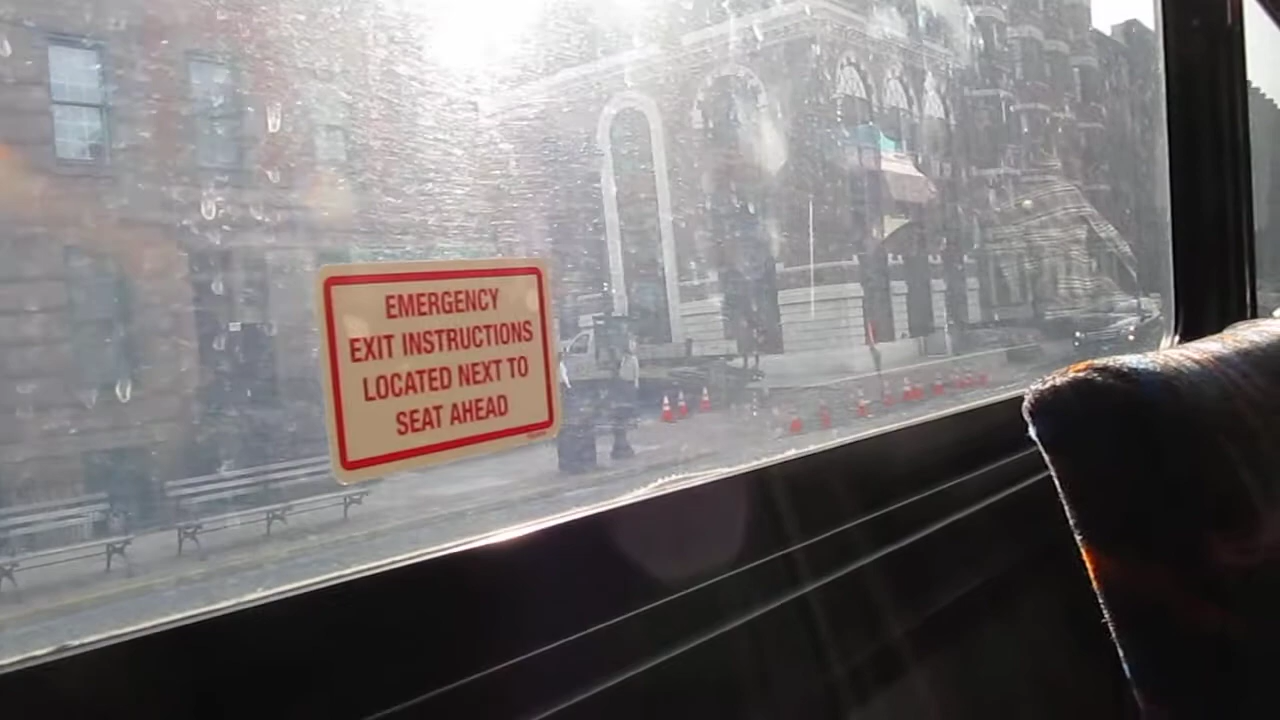 EMERGENCY
EXIT INSTRUCTIONS
LOCATED NEXT TO
SEAT AHEAD